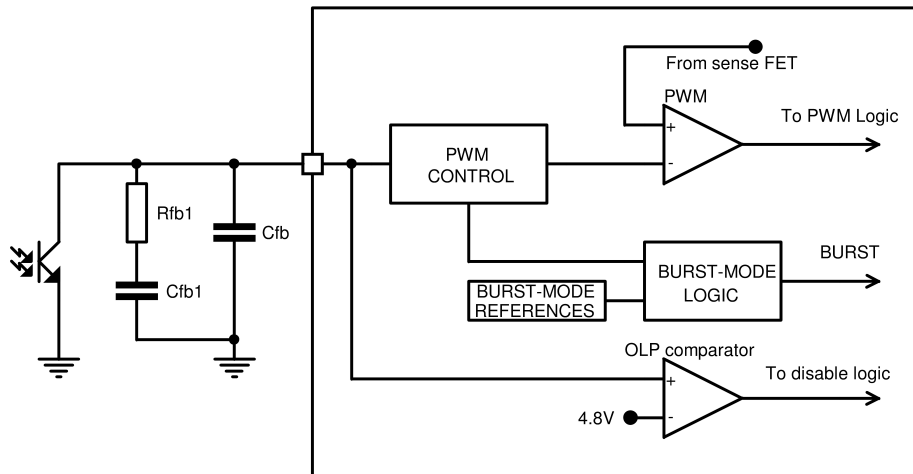 From sense FET
PWM
+
-
To PWM Logic
PWM
CONTROL
Rfb1
Cfb
Cfb1
BURST-MODE
LOGIC
BURST
BURST-MODE
REFERENCES
OLP comparator
+
-
To disable logic
4.8V